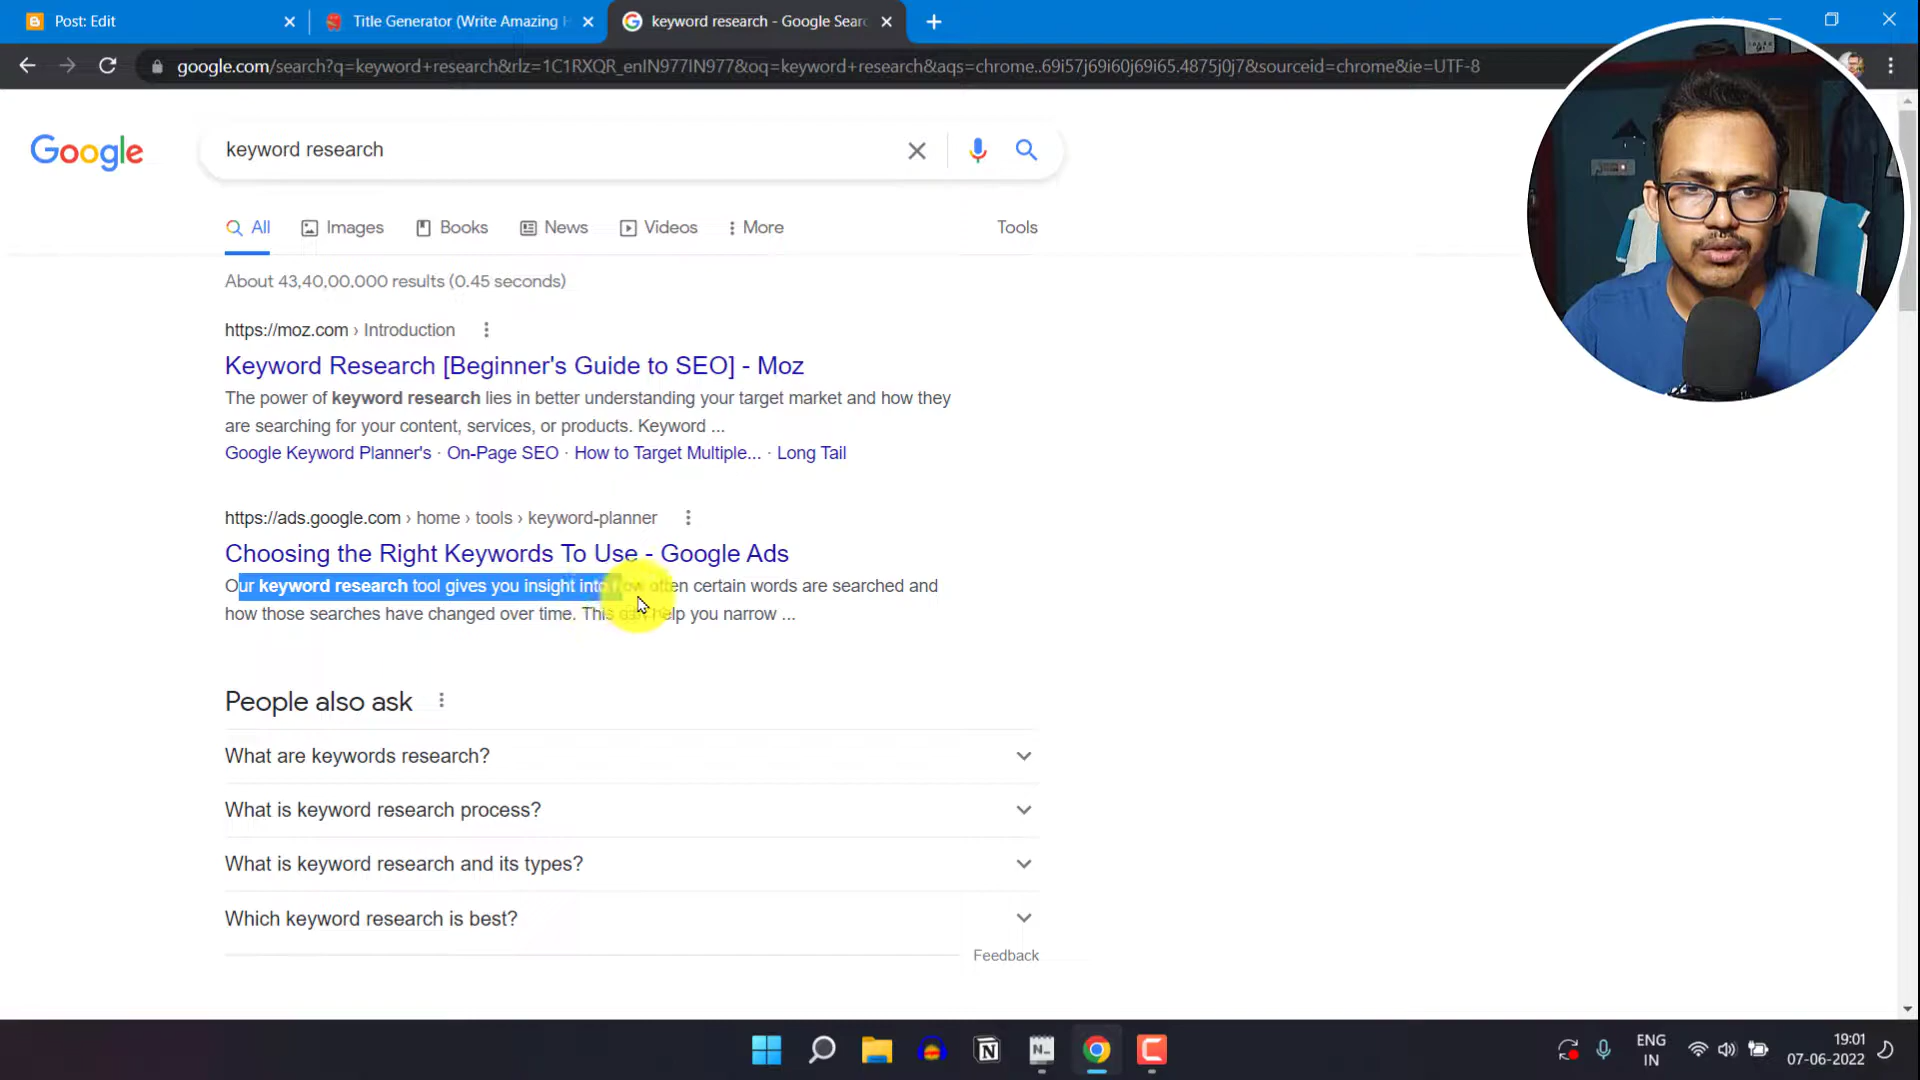 Post: Edit
Title Generator (Write Amazing H
keyword research - Google Sear
google.com/search?q=keyword+research&rlz=1C1RXQR_enIN977IN977&oq=keyword+research&aqs=chrome..69i57j69i60j69i65.4875j0j7&sourceid=chrome&ie=UTF-8
Google
keyword research
All
Images
Books
News
Videos
More
Tools
About 43,40,00,000 results (0.45 seconds)
https://moz.com › Introduction
Keyword Research [Beginner's Guide to SEO] - Moz
The power of keyword research lies in better understanding your target market and how they
are searching for your content, services, or products. Keyword ...
Google Keyword Planner's · On-Page SEO · How to Target Multiple... · Long Tail
https://ads.google.com › home › tools › keyword-planner
Choosing the Right Keywords To Use - Google Ads
Our keyword research tool gives you insight into how often certain words are searched and
how those searches have changed over time. This can help you narrow ...
People also ask
What are keywords research?
What is keyword research process?
What is keyword research and its types?
Which keyword research is best?
Feedback
ENG
IN
19:01
07-06-2022